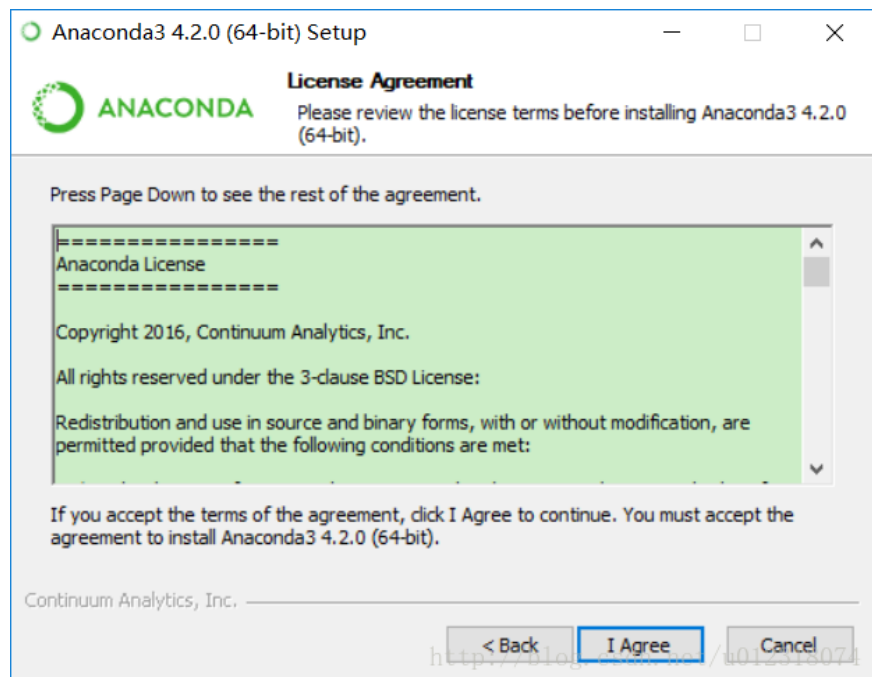 Anaconda3 4.2.0 (64-bit) Setup
ANACONDA
License Agreement
Please review the license terms before installing Anaconda3 4.2.0
(64-bit).
Press Page Down to see the rest of the agreement.
================
Anaconda License
================
Copyright 2016, Continuum Analytics, Inc.
All rights reserved under the 3-clause BSD License:
Redistribution and use in source and binary forms, with or without modification, are
permitted provided that the following conditions are met:
If you accept the terms of the agreement, click I Agree to continue. You must accept the
agreement to install Anaconda3 4.2.0 (64-bit).
Continuum Analytics, Inc.
< Back
I Agree
Cancel
http://blog.csdn.net/u012318074